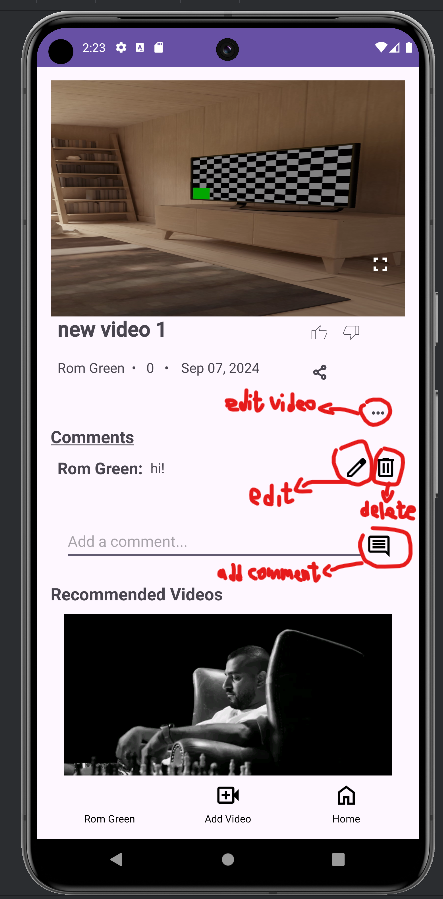 2:23
new video 1
Rom Green • 0 • Sep 07, 2024
edit video
Comments
Rom Green: hi!
edit
delate
Add a comment...
add comment
Recommended Videos
Rom Green
Add Video
Home